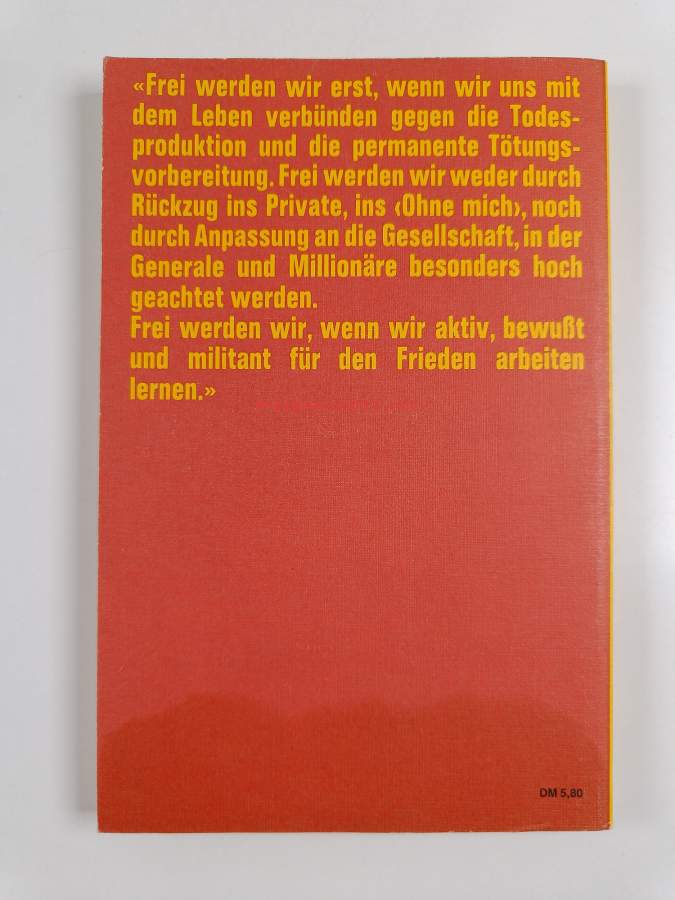 «Frei werden wir erst, wenn wir uns mit
dem Leben verbünden gegen die Todes-
produktion und die permanente Tötungs-
vorbereitung. Frei werden wir weder durch
Rückzug ins Private, ins ‹Ohne mich›, noch
durch Anpassung an die Gesellschaft, in der
Generale und Millionäre besonders hoch
geachtet werden.
Frei werden wir, wenn wir aktiv, bewußt
und militant für den Frieden arbeiten
lernen.»
DM 5,80